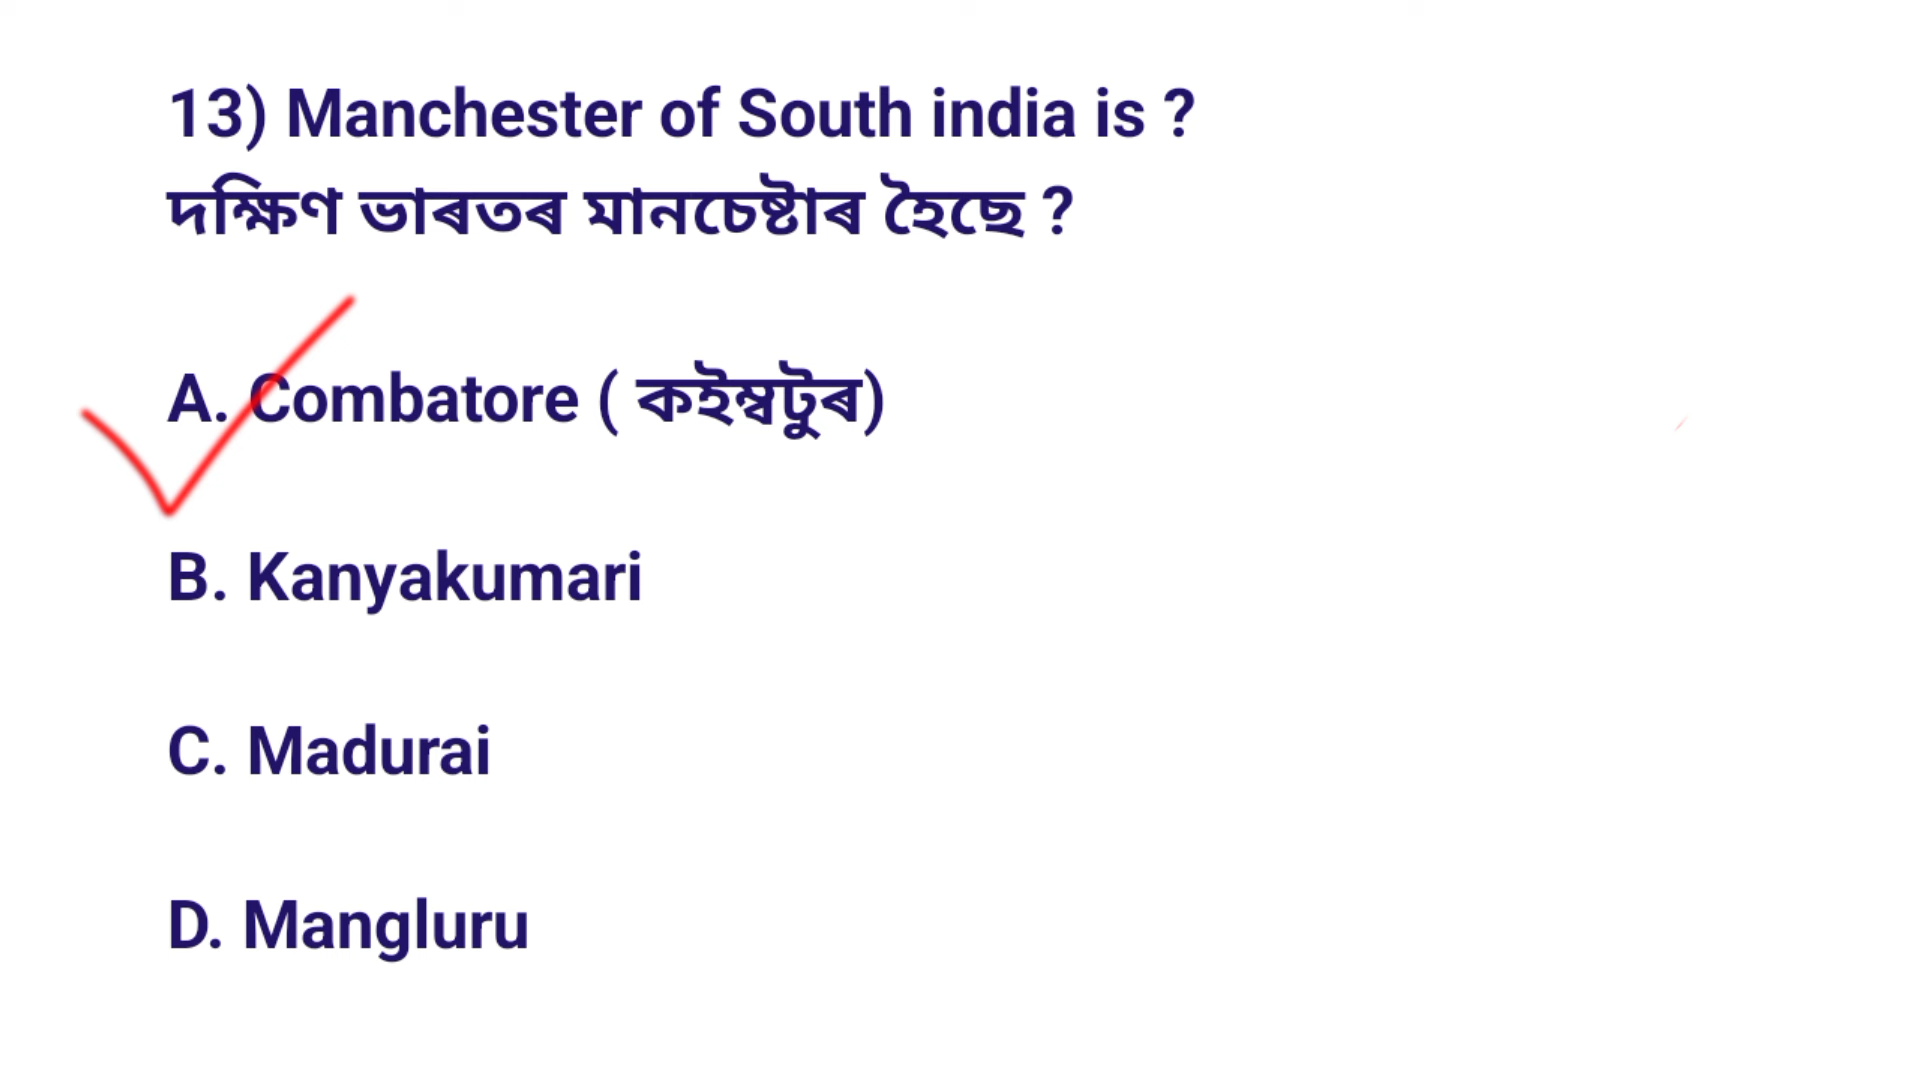 13) Manchester of South india is ?
দক্ষিণ ভাৰতৰ মানচেষ্টাৰ হৈছে ?
A. Combatore ( কইম্বটুৰ)
B. Kanyakumari
C. Madurai
D. Mangluru